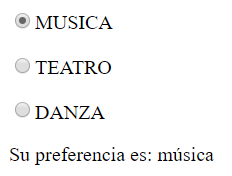 MUSICA
TEATRO
DANZA
Su preferencia es: música